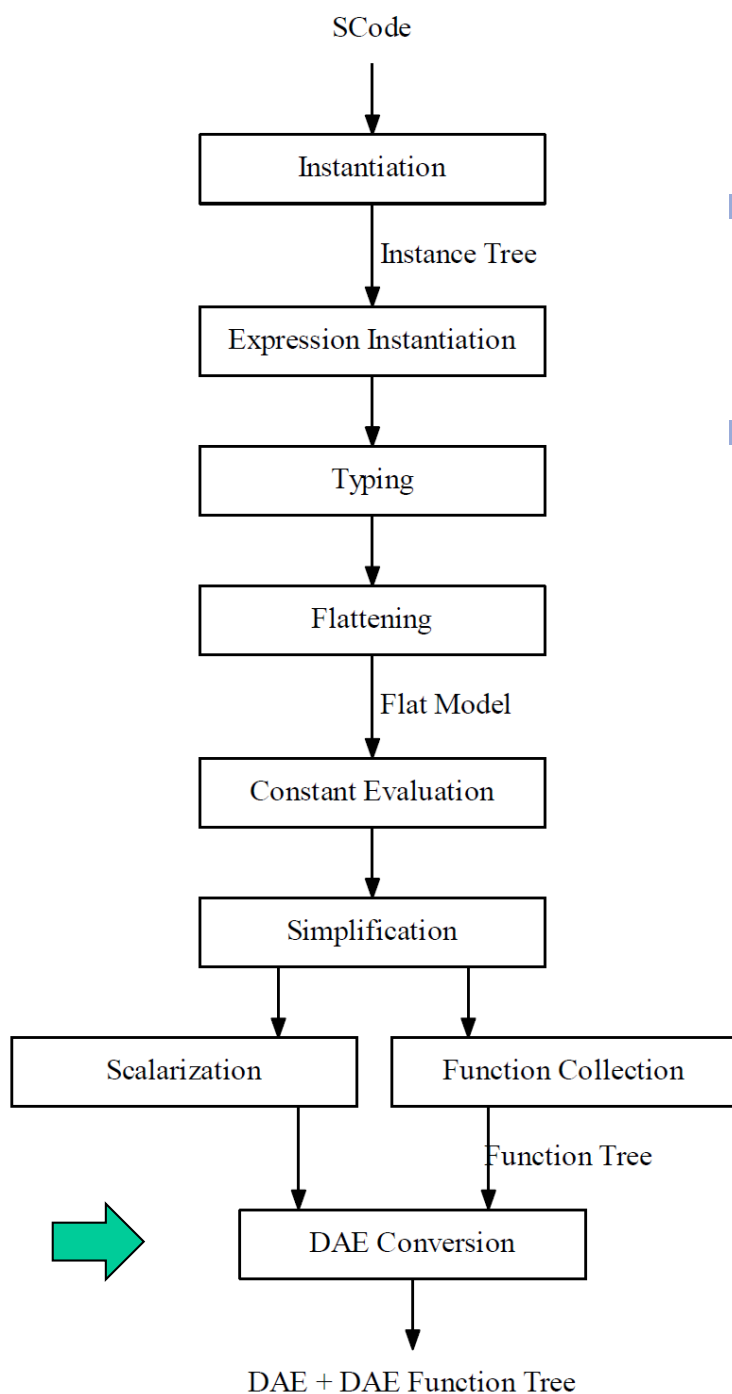 SCode
Instantiation
Instance Tree
Expression Instantiation
Typing
Flattening
Flat Model
Constant Evaluation
Simplification
Scalarization
Function Collection
Function Tree
DAE Conversion
DAE + DAE Function Tree